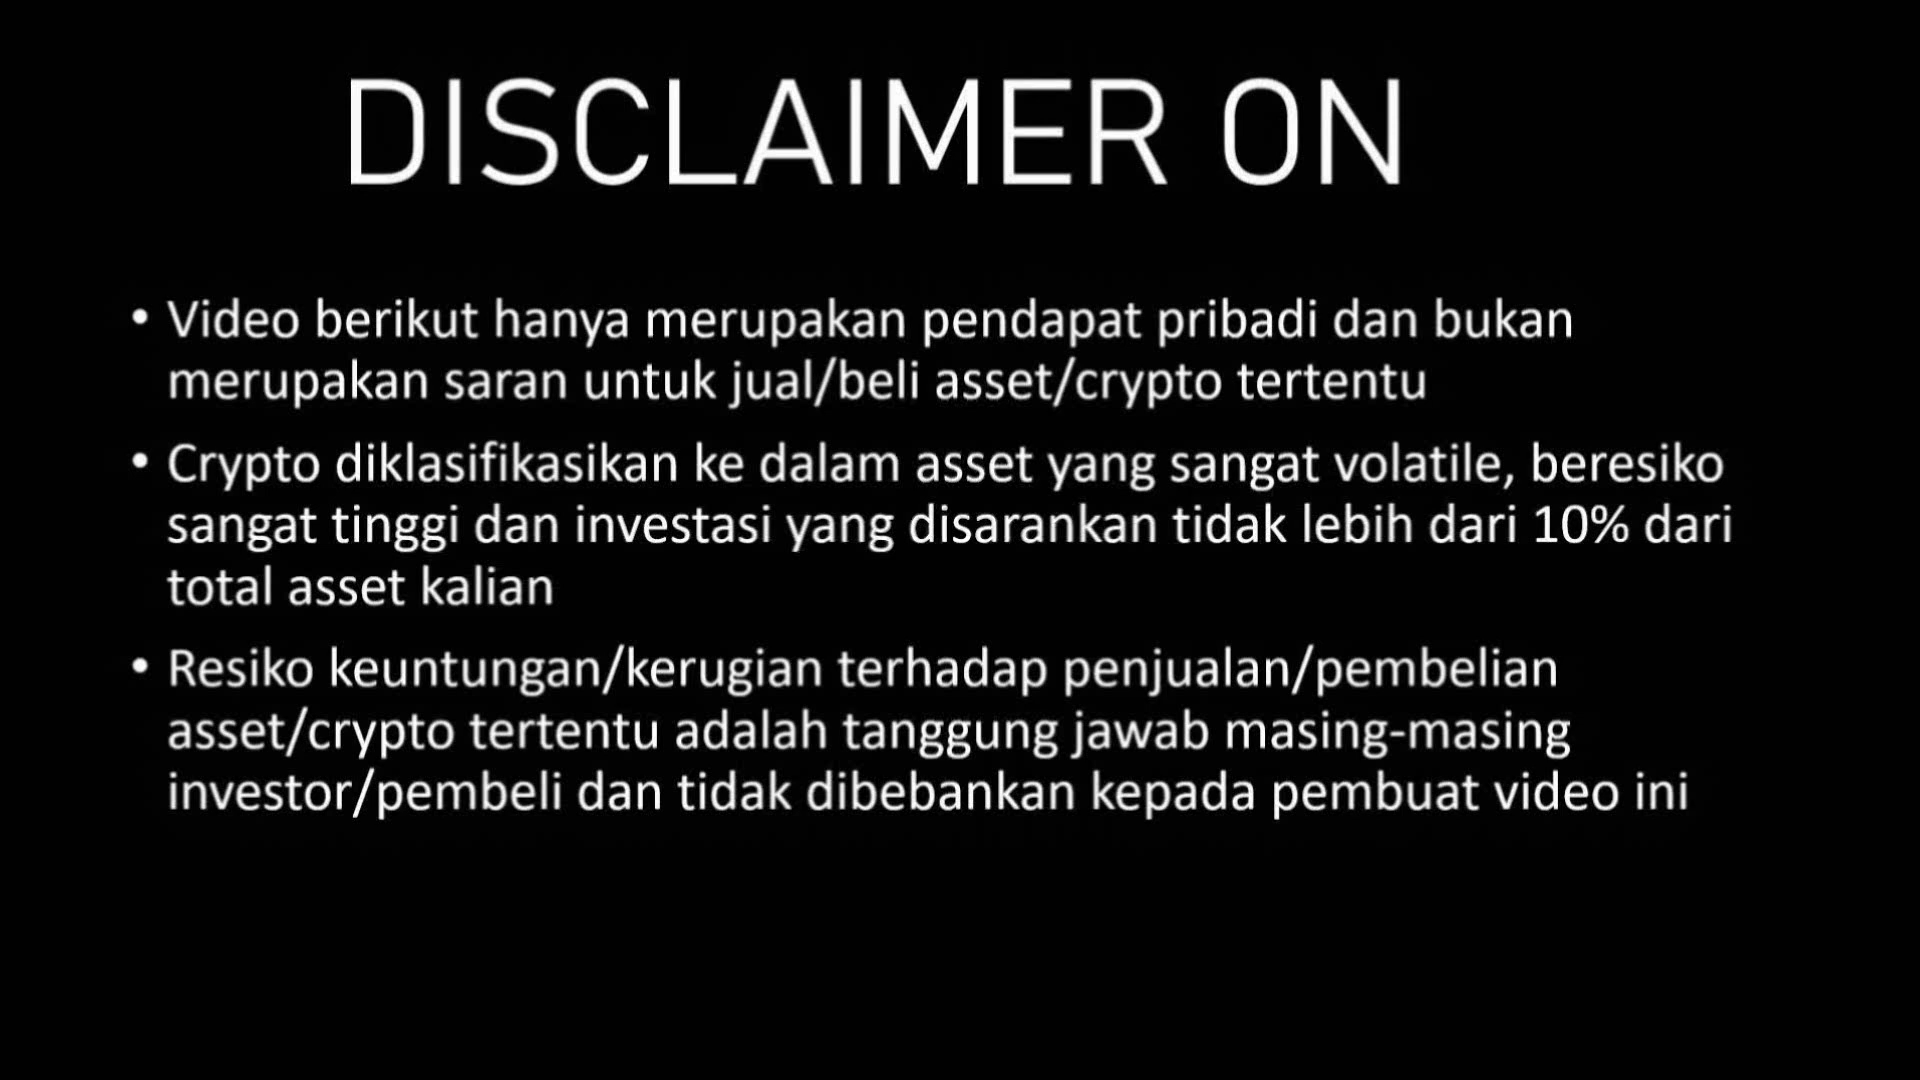 DISCLAIMER ON
• Video berikut hanya merupakan pendapat pribadi dan bukan
merupakan saran untuk jual/beli asset/crypto tertentu
• Crypto diklasifikasikan ke dalam asset yang sangat volatile, beresiko
sangat tinggi dan investasi yang disarankan tidak lebih dari 10% dari
total asset kalian
• Resiko keuntungan/kerugian terhadap penjualan/pembelian
asset/crypto tertentu adalah tanggung jawab masing-masing
investor/pembeli dan tidak dibebankan kepada pembuat video ini